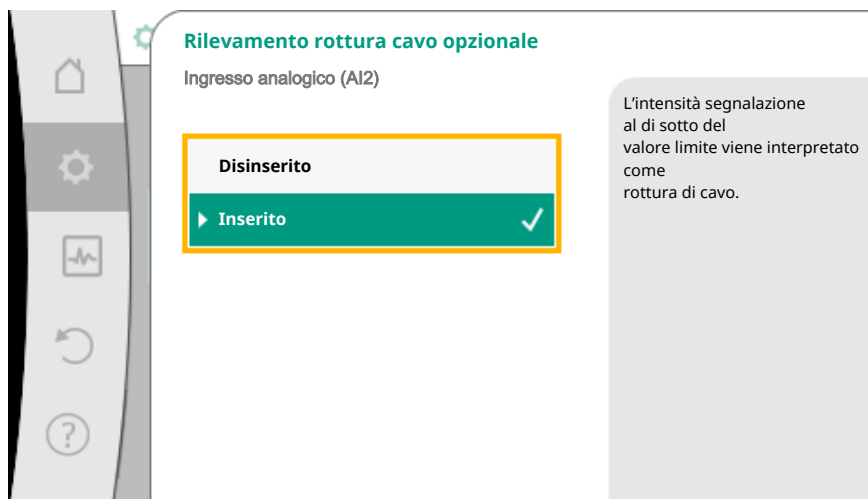 Rilevamento rottura cavo opzionale
Ingresso analogico (AI2)
Disinserito
Inserito
L'intensità segnalazione
al di sotto del
valore limite viene interpretato
come
rottura di cavo.